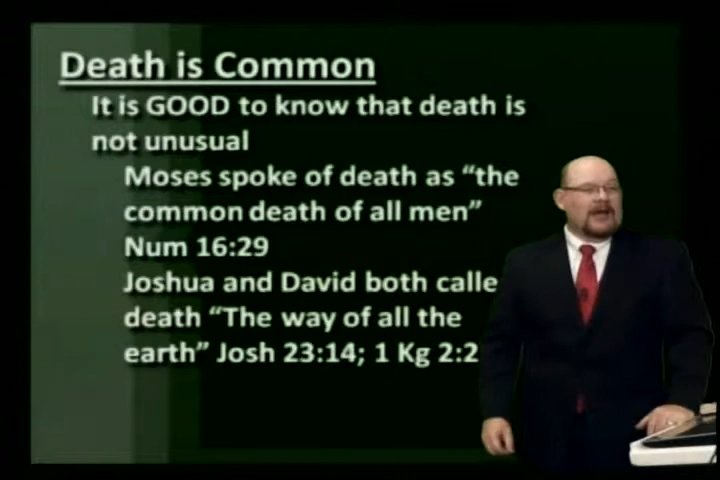 Death is Common
It is GOOD to know that death is
not unusual
Moses spoke of death as “the
common death of all men”
Num 16:29
Joshua and David both calle
death “The way of all the
earth” Josh 23:14; 1 Kg 2:2